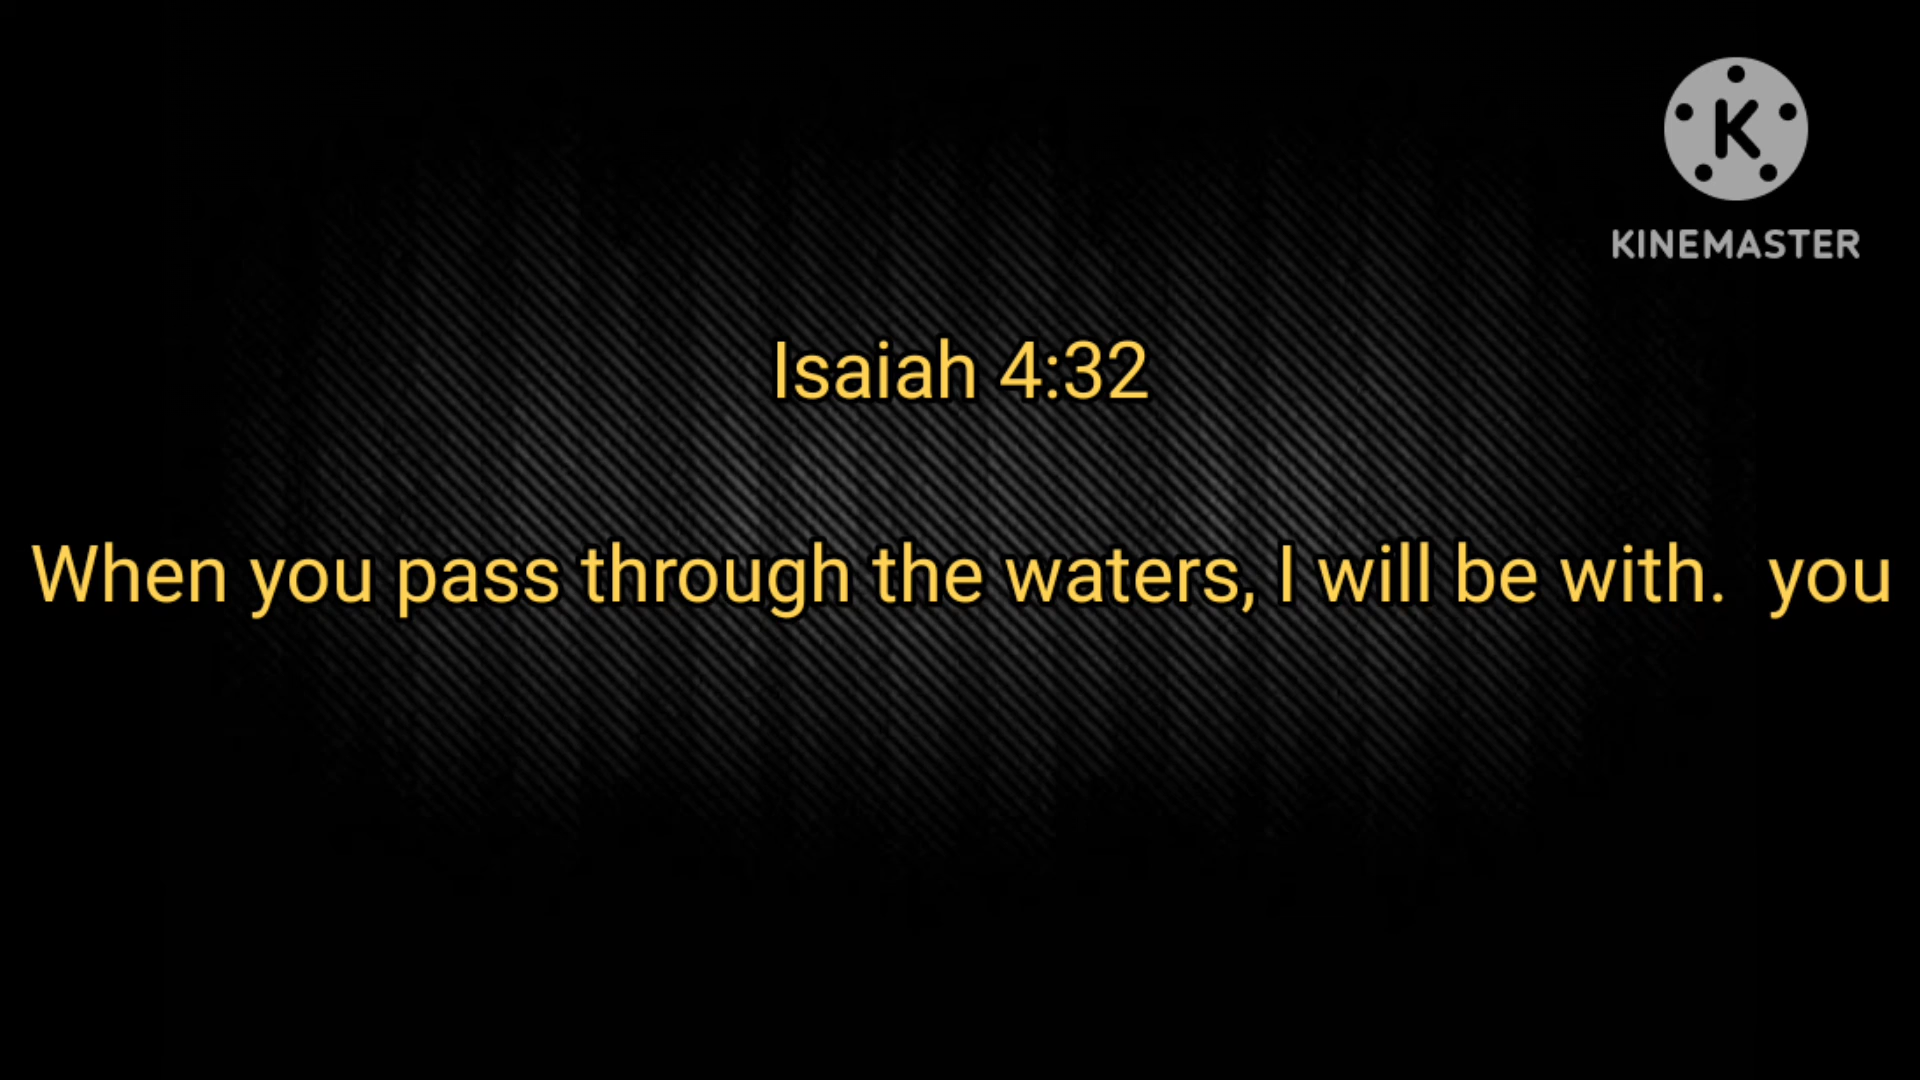 K
KINEMASTER
Isaiah 4:32
When you pass through the waters, I will be with.  you